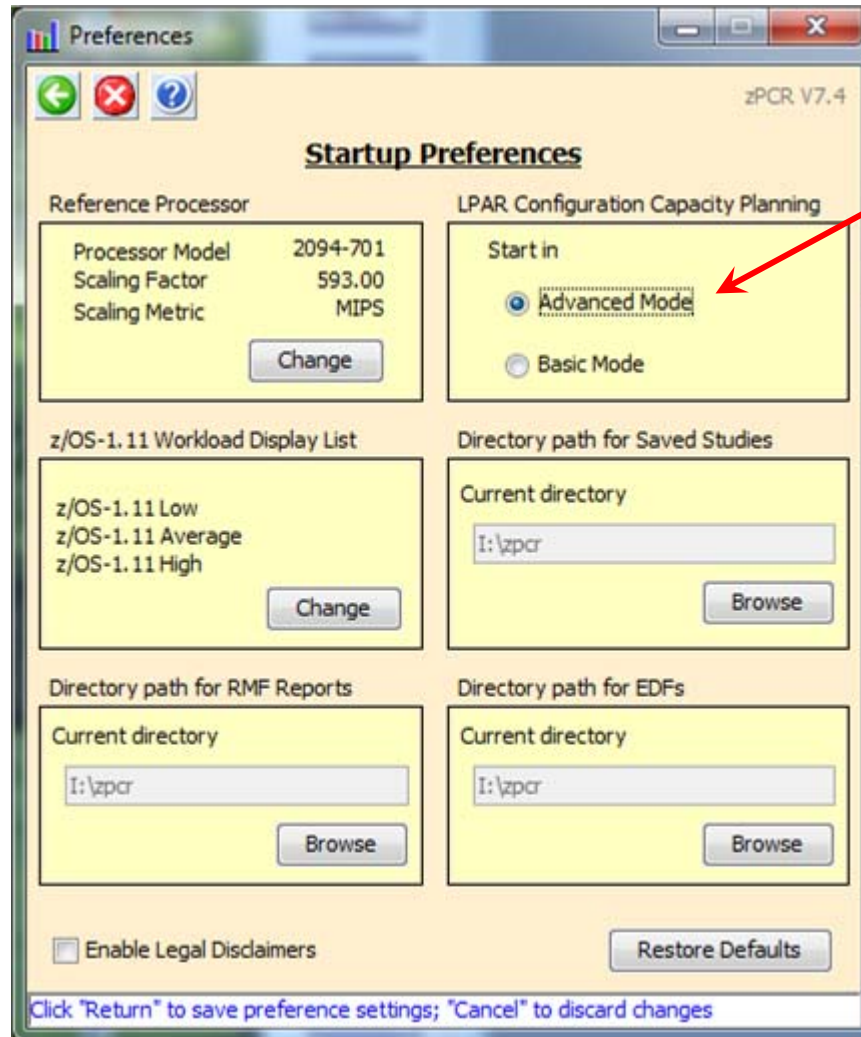 Preferences
zPCR V7.4
Startup Preferences
Reference Processor
Processor Model 2094-701
Scaling Factor 593.00
Scaling Metric MIPS
Change
LPAR Configuration Capacity Planning
Start in
Advanced Mode
Basic Mode
z/OS-1.11 Workload Display List
z/OS-1.11 Low
z/OS-1.11 Average
z/OS-1.11 High
Change
Directory path for Saved Studies
Current directory
I:\zpcr
Browse
Directory path for RMF Reports
Current directory
I:\zpcr
Browse
Directory path for EDFs
Current directory
I:\zpcr
Browse
Enable Legal Disclaimers
Restore Defaults
Click "Return" to save preference settings; "Cancel" to discard changes